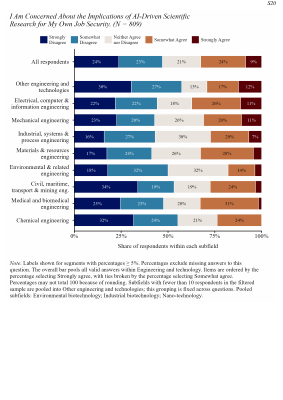 S20
I Am Concerned About the Implications of AI-Driven Scientific
Research for My Own Job Security. (N = 809)
Strongly Disagree
Somewhat Disagree
Neither Agree nor Disagree
Somewhat Agree
Strongly Agree
All respondents 24% 23% 21% 24% 9%
Other engineering and technologies 30% 27% 13% 17% 12%
Electrical, computer & information engineering 22% 22% 18% 26% 11%
Mechanical engineering 23% 20% 26% 20% 11%
Industrial, systems & process engineering 16% 27% 30% 20% 7%
Materials & resources engineering 17% 24% 26% 28%
Environmental & related engineering 18% 32% 32% 14%
Civil, maritime, transport & mining eng. 34% 19% 19% 24%
Medical and biomedical engineering 25% 23% 20% 31%
Chemical engineering 32% 24% 21% 24%
0% 25% 50% 75% 100%
Share of respondents within each subfield
Note. Labels shown for segments with percentages ≥ 5%. Percentages exclude missing answers to this
question. The overall bar pools all valid answers within Engineering and technology. Items are ordered by the
percentage selecting Strongly agree, with ties broken by the percentage selecting Somewhat agree.
Percentages may not total 100 because of rounding. Subfields with fewer than 10 respondents in the filtered
sample are pooled into Other engineering and technologies; this grouping is fixed across questions. Pooled
subfields: Environmental biotechnology; Industrial biotechnology; Nano-technology.